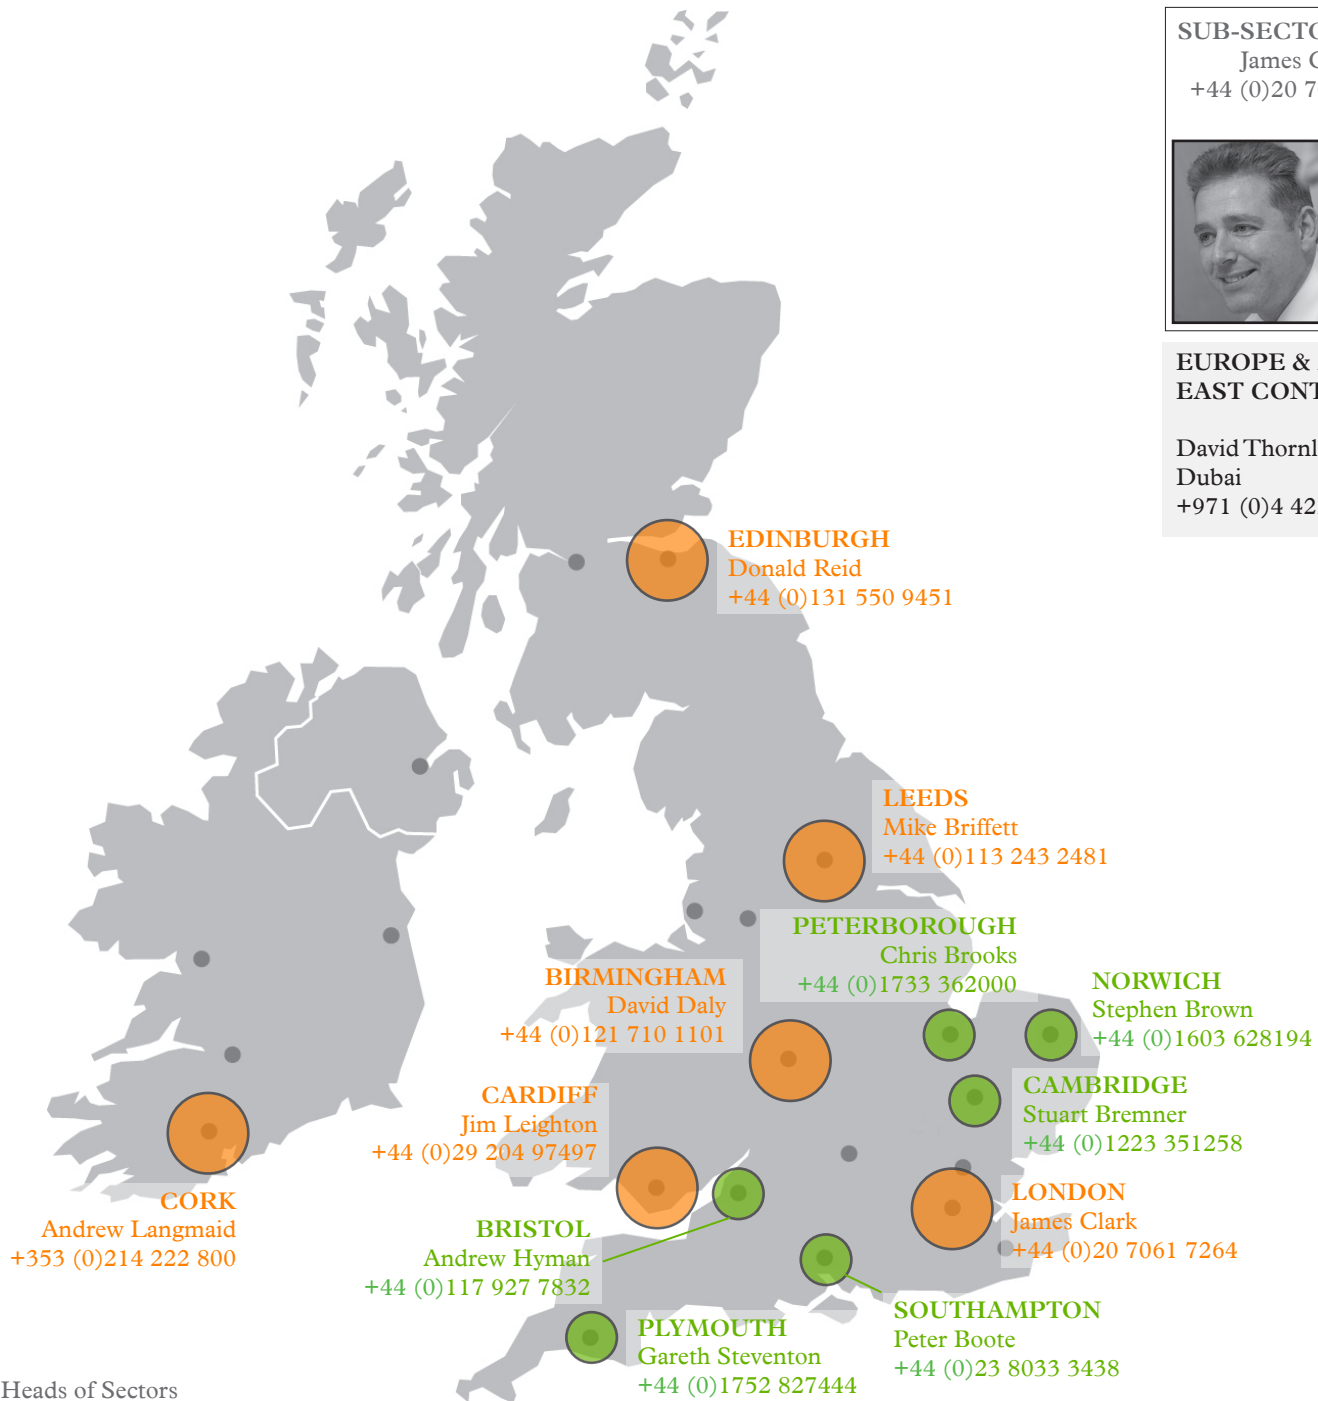 SUB-SECTO
James C
+44 (0)20 7
EUROPE &
EAST CONT
David Thornl
Dubai
+971 (0)4 42
EDINBURGH
Donald Reid
+44 (0)131 550 9451
LEEDS
Mike Briffett
+44 (0)113 243 2481
PETERBOROUGH
Chris Brooks
+44 (0)1733 362000
BIRMINGHAM
David Daly
+44 (0)121 710 1101
NORWICH
Stephen Brown
+44 (0)1603 628194
CARDIFF
Jim Leighton
+44 (0)29 204 97497
CAMBRIDGE
Stuart Bremner
+44 (0)1223 351258
CORK
Andrew Langmaid
+353 (0)214 222 800
LONDON
James Clark
+44 (0)20 7061 7264
BRISTOL
Andrew Hyman
+44 (0)117 927 7832
SOUTHAMPTON
Peter Boote
+44 (0)23 8033 3438
PLYMOUTH
Gareth Steventon
+44 (0)1752 827444
Heads of Sectors